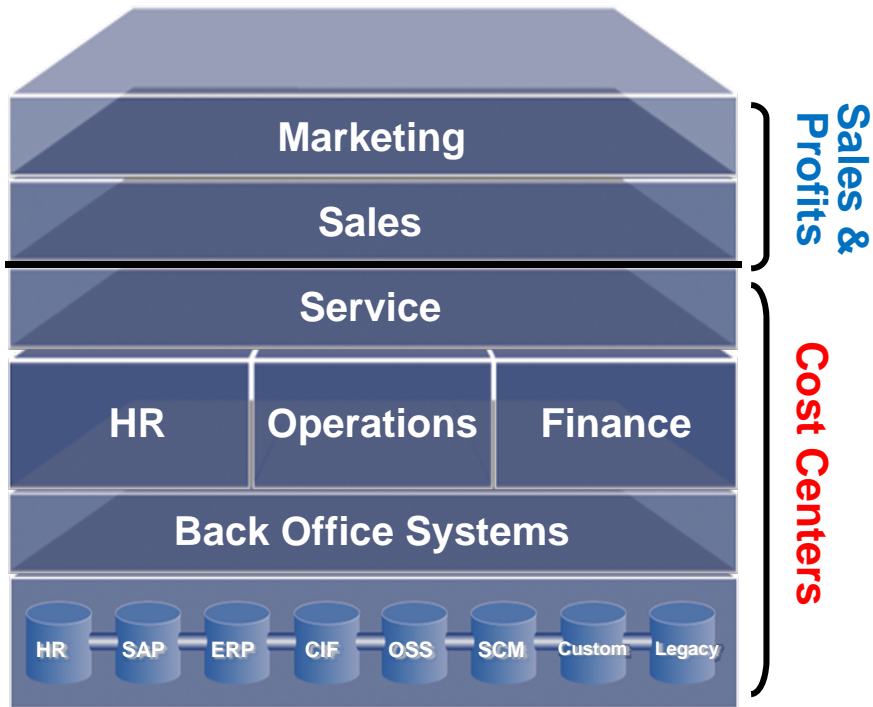 Marketing
Sales
Service
HR Operations Finance
Back Office Systems
HR SAP ERP CIF OSS SCM Custom Legacy
Sales &
Profits
Cost Centers